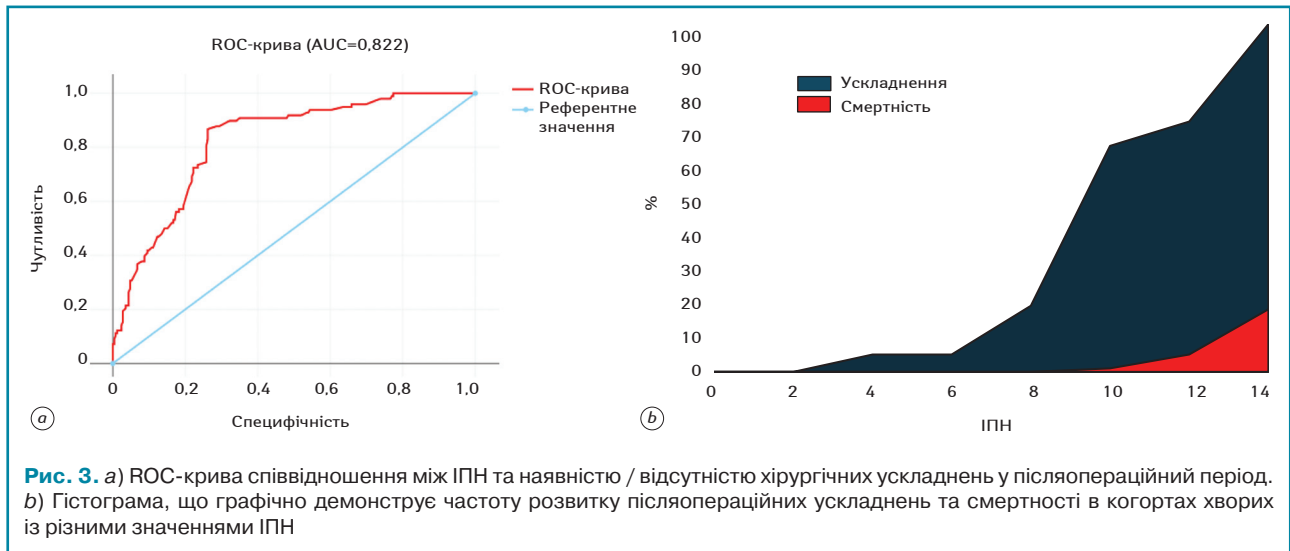 ROC-крива (AUC=0,822)
1,0
0,8
0,6
0,4
0,2
0
Чутливість
0
0,2
0,4
0,6
0,8
1,0
Специфічність
ROC-крива
Референтне
значення
a
100
90
80
70
60
50
40
30
20
10
0
%
Ускладнення
Смертність
0
2
4
6
8
10
12
14
ІПН
b
Рис. 3. a) ROC-крива співвідношення між ІПН та наявністю / відсутністю хірургічних ускладнень у післяопераційний період.
b) Гістограма, що графічно демонструє частоту розвитку післяопераційних ускладнень та смертності в когортах хворих
із різними значеннями ІПН